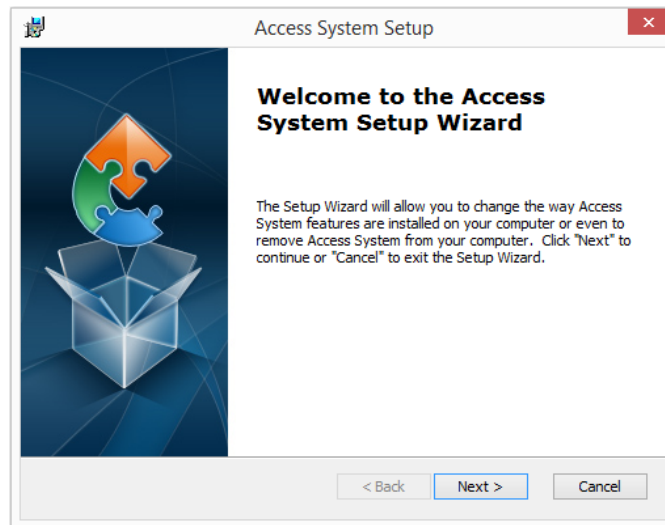 Access System Setup
Welcome to the Access
System Setup Wizard
The Setup Wizard will allow you to change the way Access
System features are installed on your computer or even to
remove Access System from your computer.  Click "Next" to
continue or "Cancel" to exit the Setup Wizard.
< Back
Next >
Cancel